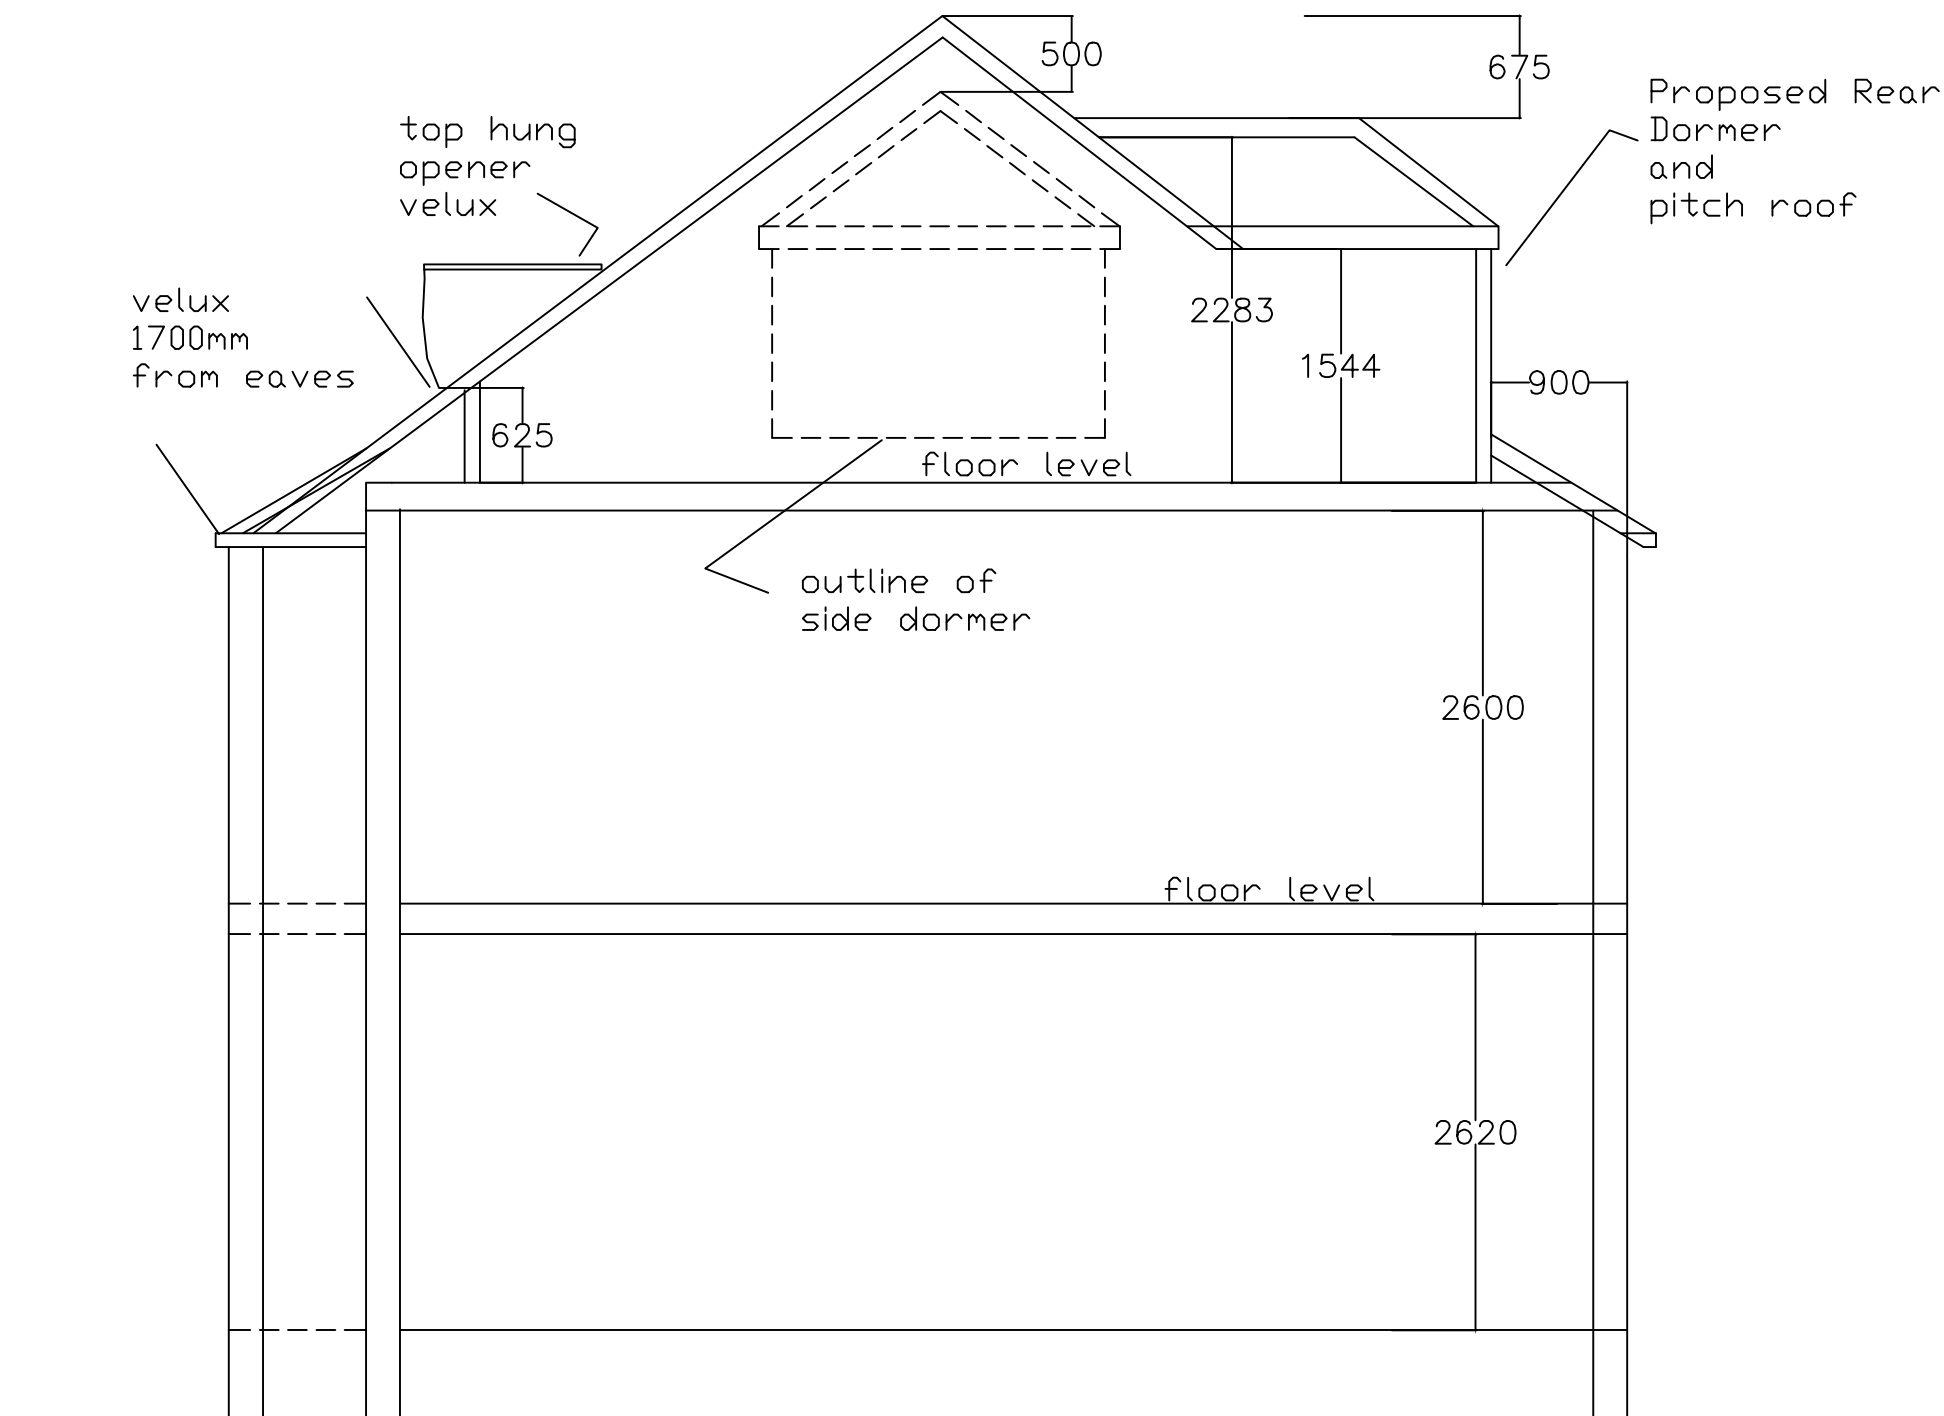 500
675
Proposed Rear
Dormer
and
pitch roof
top hung
opener
velux
velux
1700mm
from eaves
2283
1544
900
625
floor level
outline of
side dormer
2600
floor level
2620